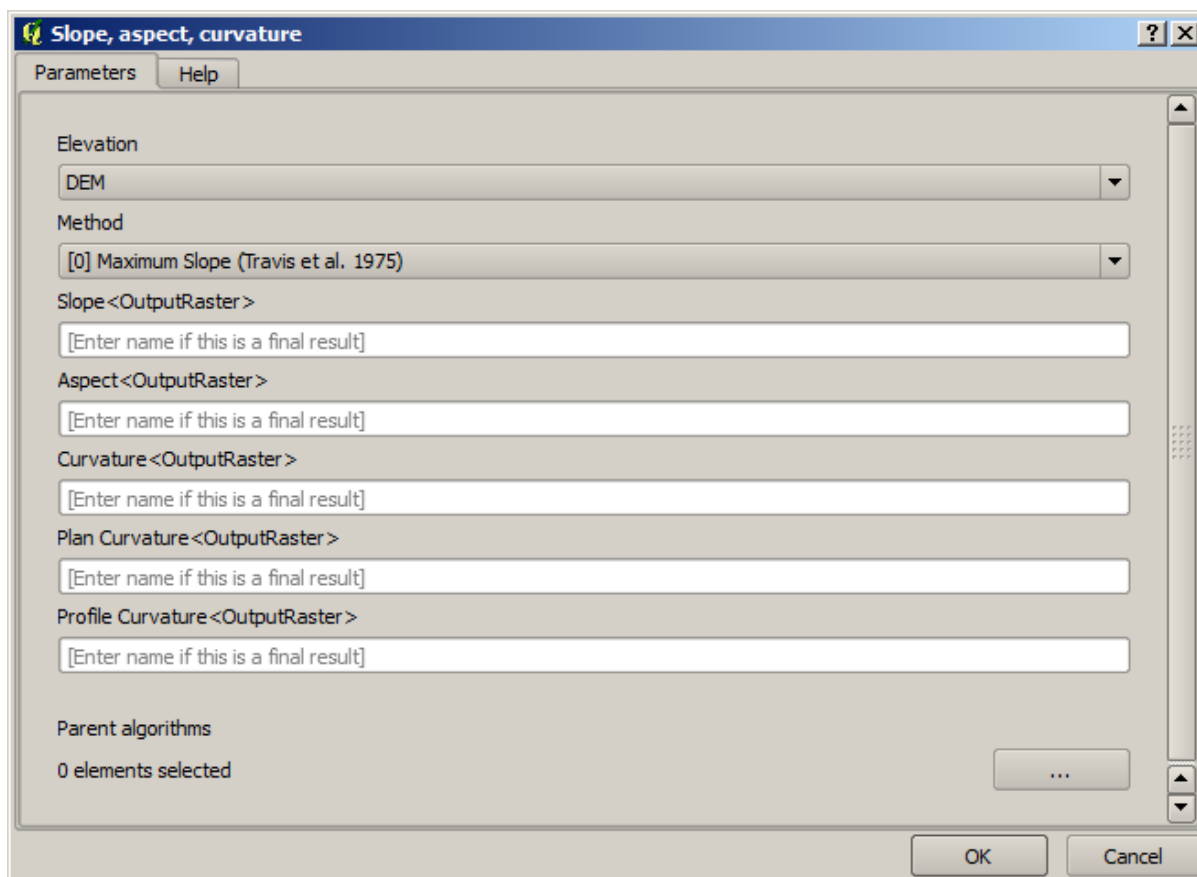 Slope, aspect, curvature
Parameters Help
Elevation
DEM
Method
[0] Maximum Slope (Travis et al. 1975)
Slope<OutputRaster>
[Enter name if this is a final result]
Aspect<OutputRaster>
[Enter name if this is a final result]
Curvature<OutputRaster>
[Enter name if this is a final result]
Plan Curvature<OutputRaster>
[Enter name if this is a final result]
Profile Curvature<OutputRaster>
[Enter name if this is a final result]
Parent algorithms
0 elements selected ...
OK Cancel